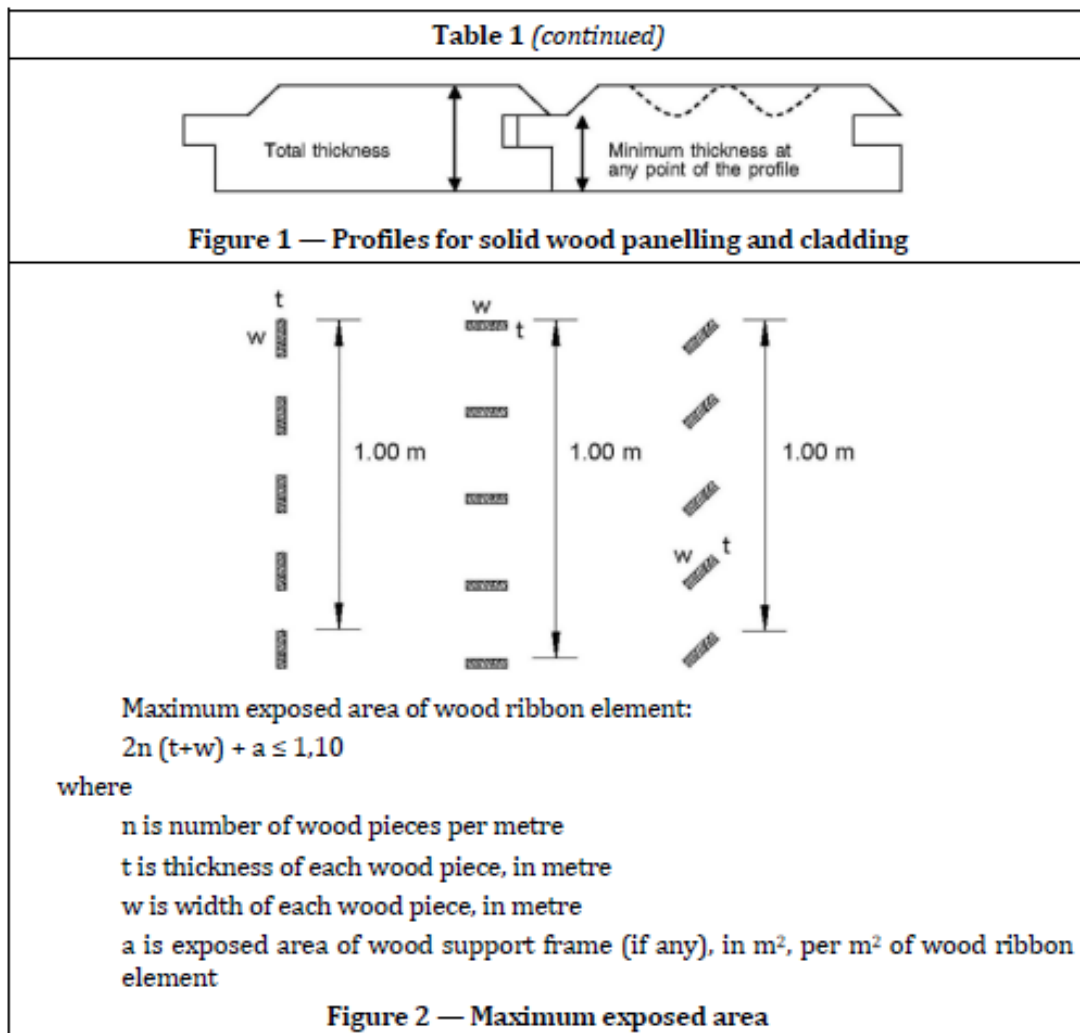 Table 1 (continued)
Total thickness
Minimum thickness at
any point of the profile
Figure 1 — Profiles for solid wood panelling and cladding
t
w
1.00 m
w
t
1.00 m
1.00 m
w
t
Maximum exposed area of wood ribbon element:
2n (t+w) + a ≤ 1,10
where
n is number of wood pieces per metre
t is thickness of each wood piece, in metre
w is width of each wood piece, in metre
a is exposed area of wood support frame (if any), in m², per m² of wood ribbon
element
Figure 2 — Maximum exposed area